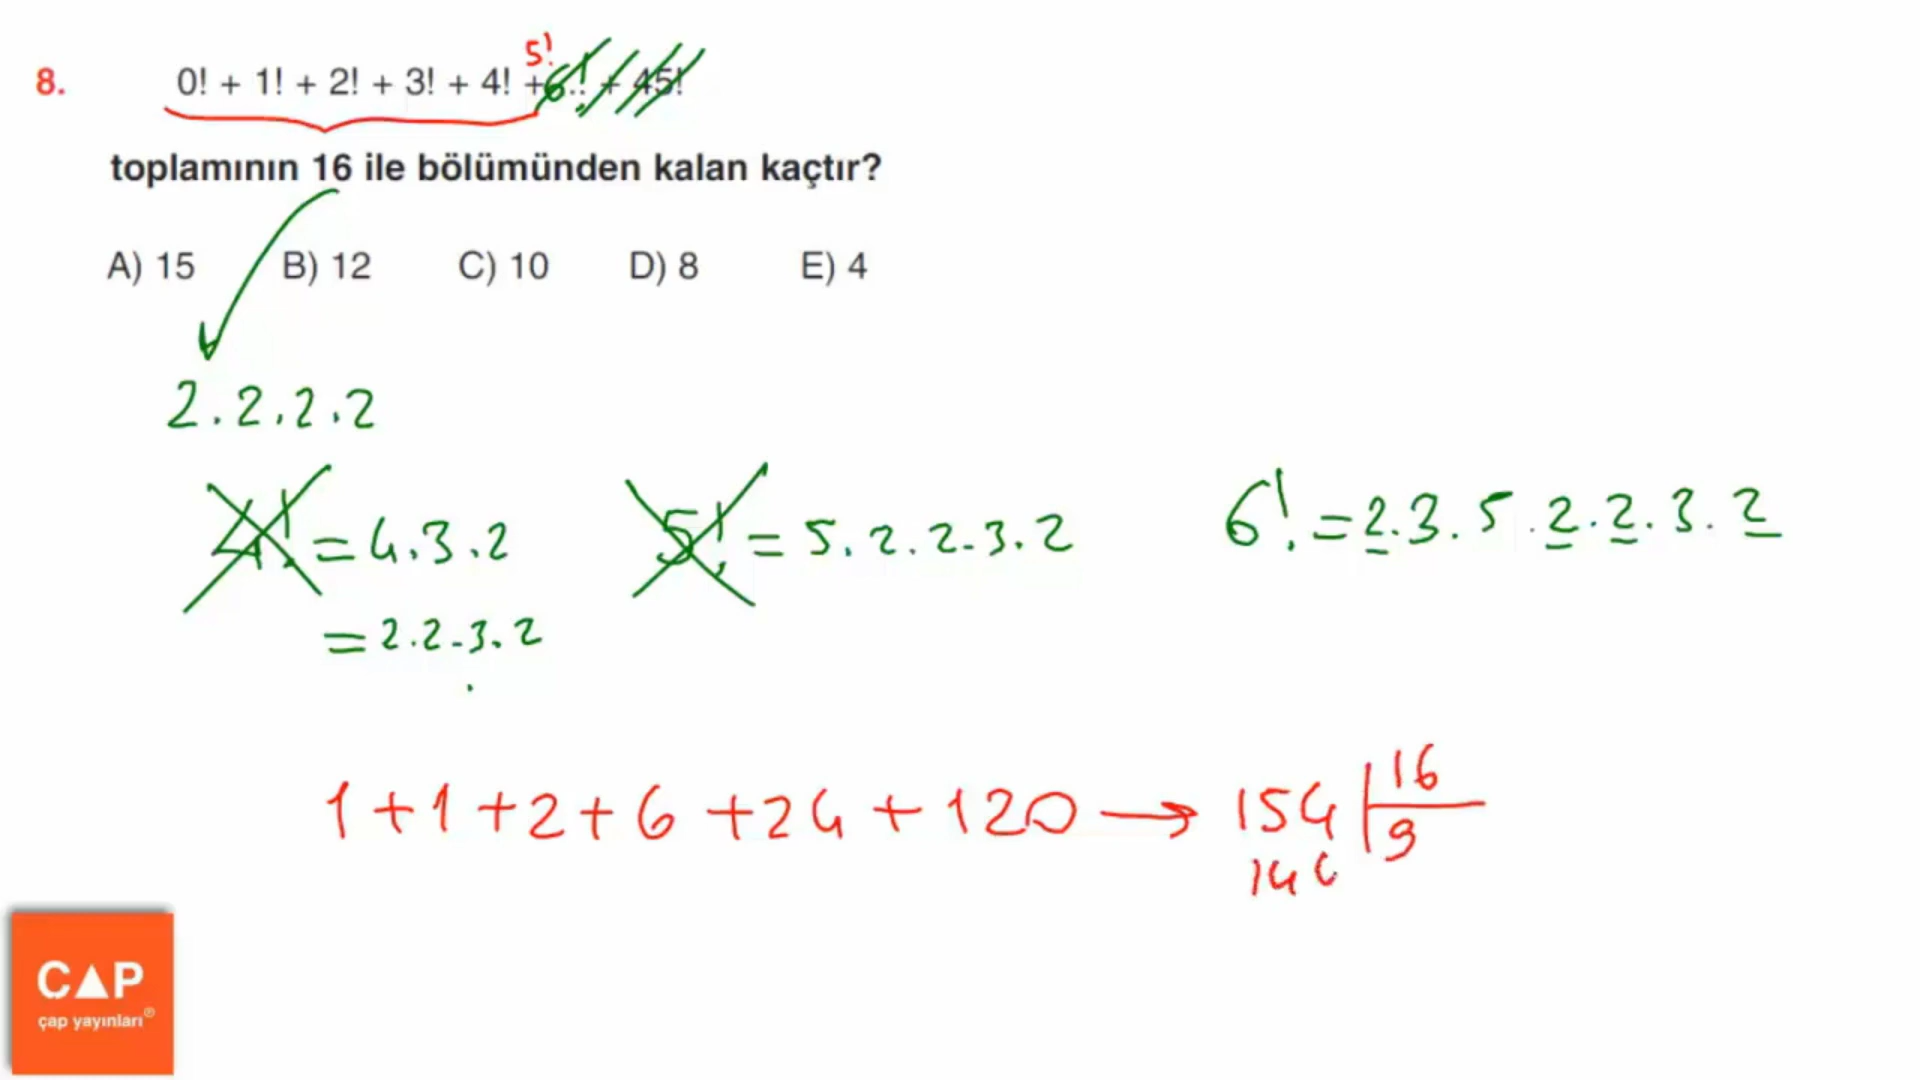 8. 0! + 1! + 2! + 3! + 4! + 5! 6! ... + 45!
toplamının 16 ile bölümünden kalan kaçtır?
A) 15 B) 12 C) 10 D) 8 E) 4
2.2.2.2
4! = 4.3.2 5! = 5.2.2.3.2 6! = 2.3.5.2.2.3.2
= 2.2.3.2
1+1+2+6+24+120 → 154 | 16
144 9
CAP
çap yayınları®